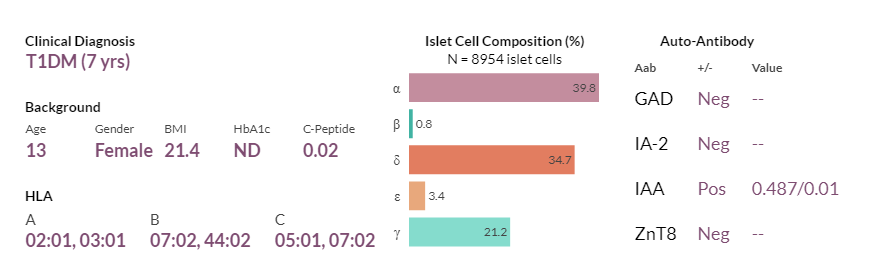 Clinical Diagnosis
T1DM (7 yrs)
Background
Age Gender BMI HbA1c C-Peptide
13 Female 21.4 ND 0.02
HLA
A B C
02:01, 03:01 07:02, 44:02 05:01, 07:02
Islet Cell Composition (%)
N = 8954 islet cells
α 39.8
β 0.8
δ 34.7
ε 3.4
γ 21.2
Auto-Antibody
Aab +/- Value
GAD Neg --
IA-2 Neg --
IAA Pos 0.487/0.01
ZnT8 Neg --